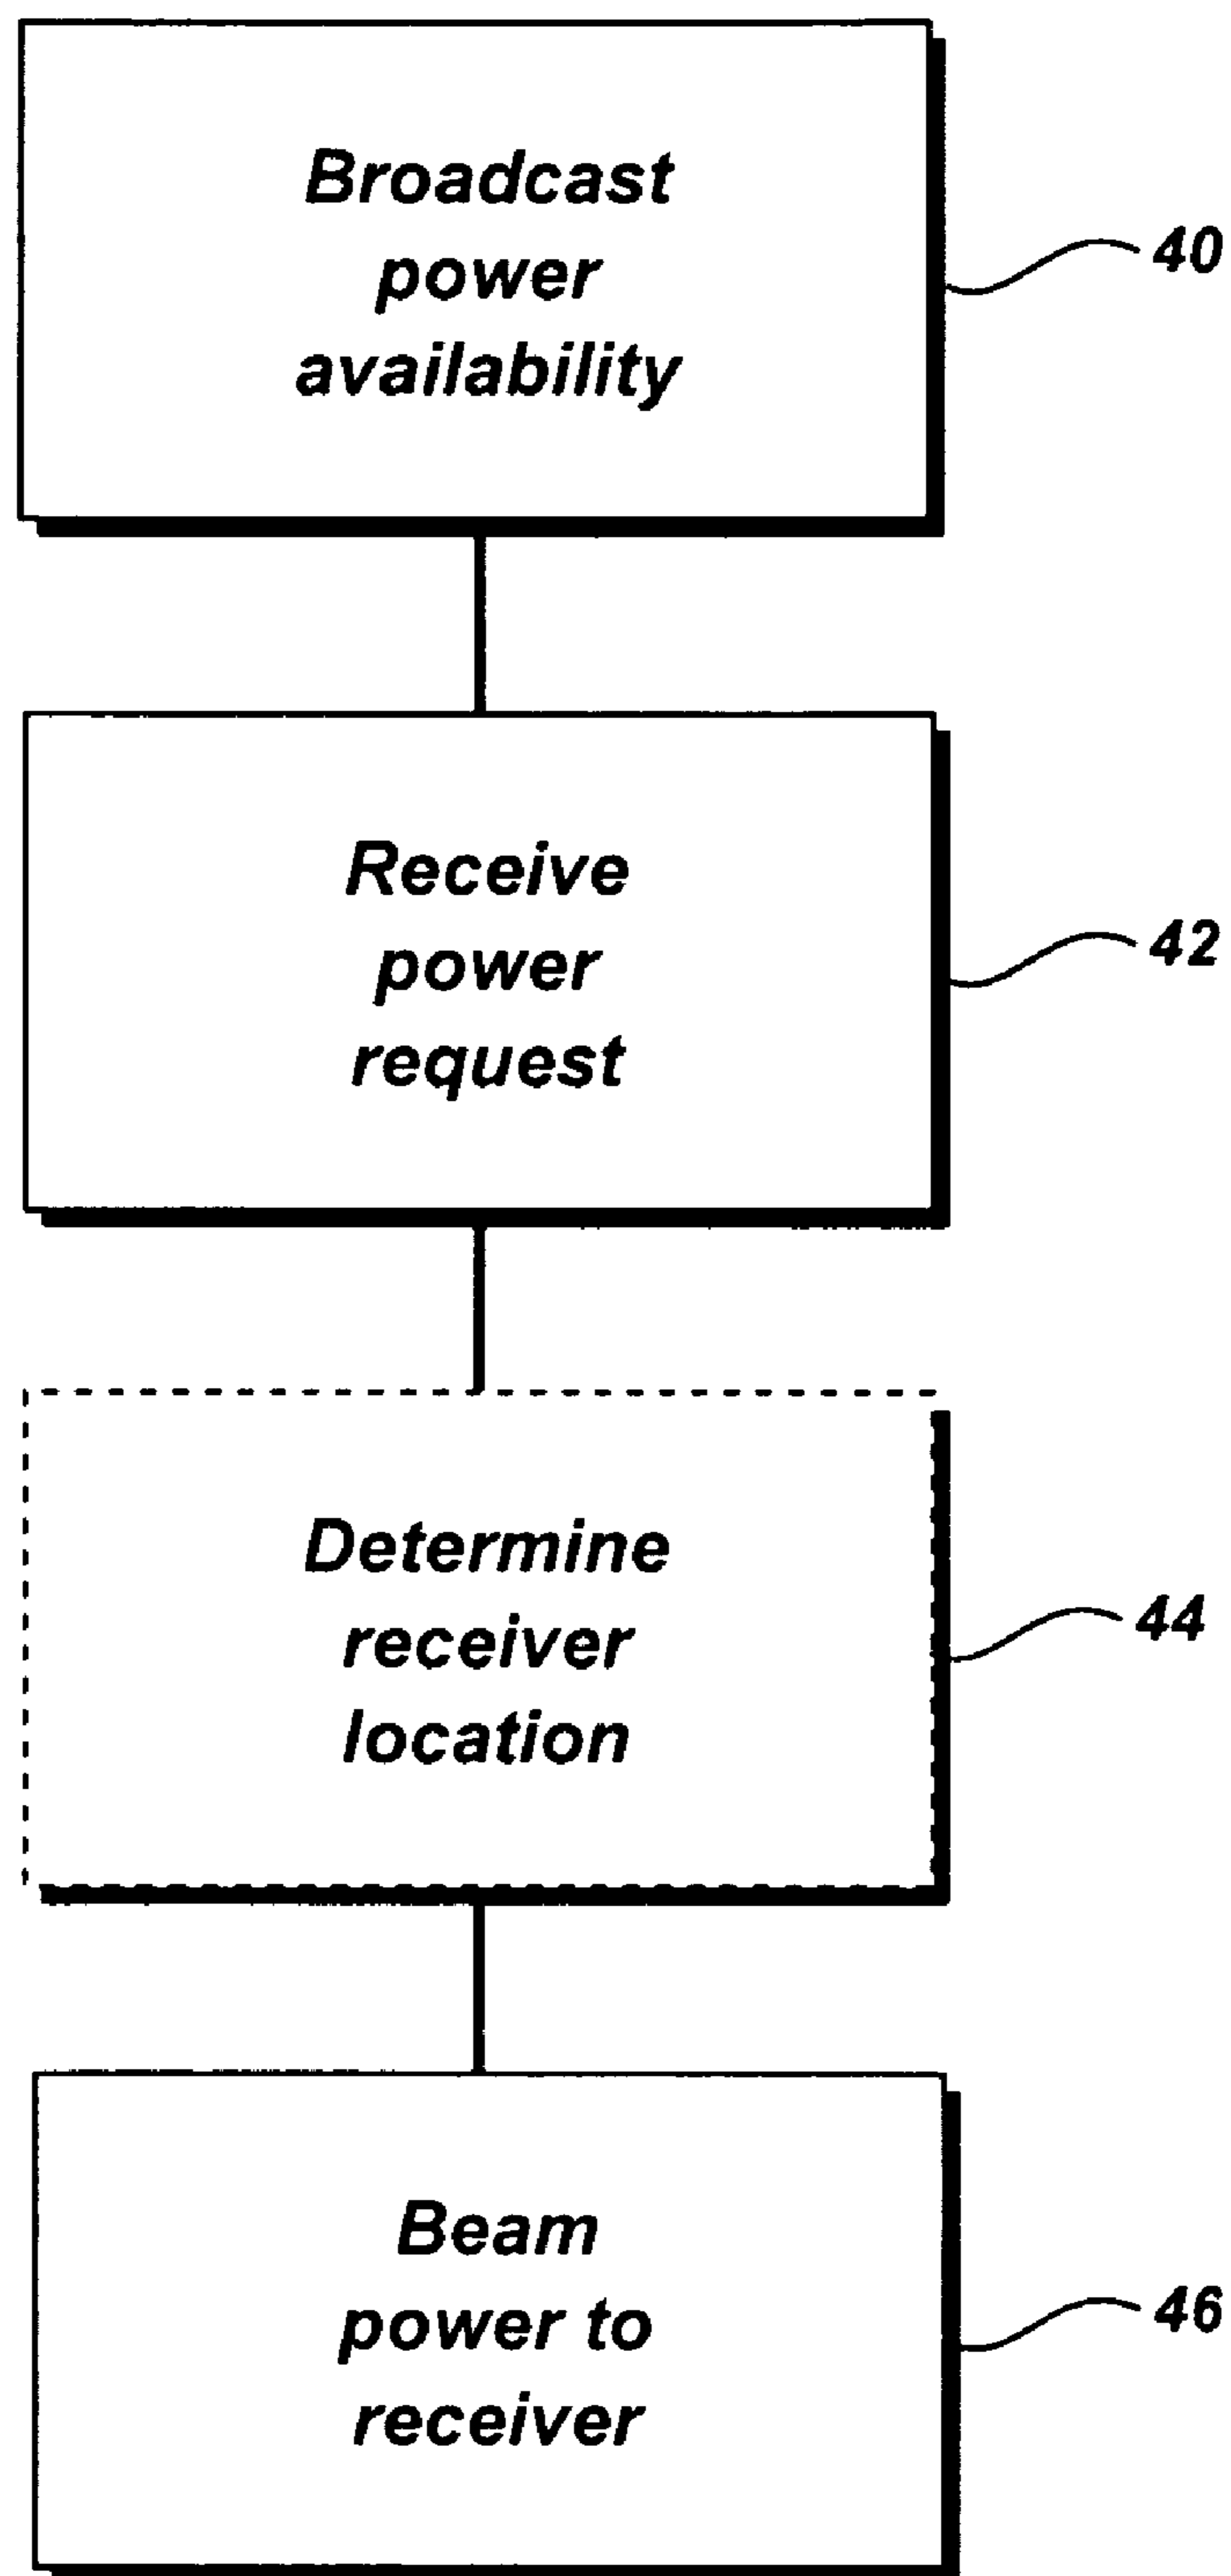 Broadcast
power
availability
40
Receive
power
request
42
Determine
receiver
location
44
Beam
power to
receiver
46